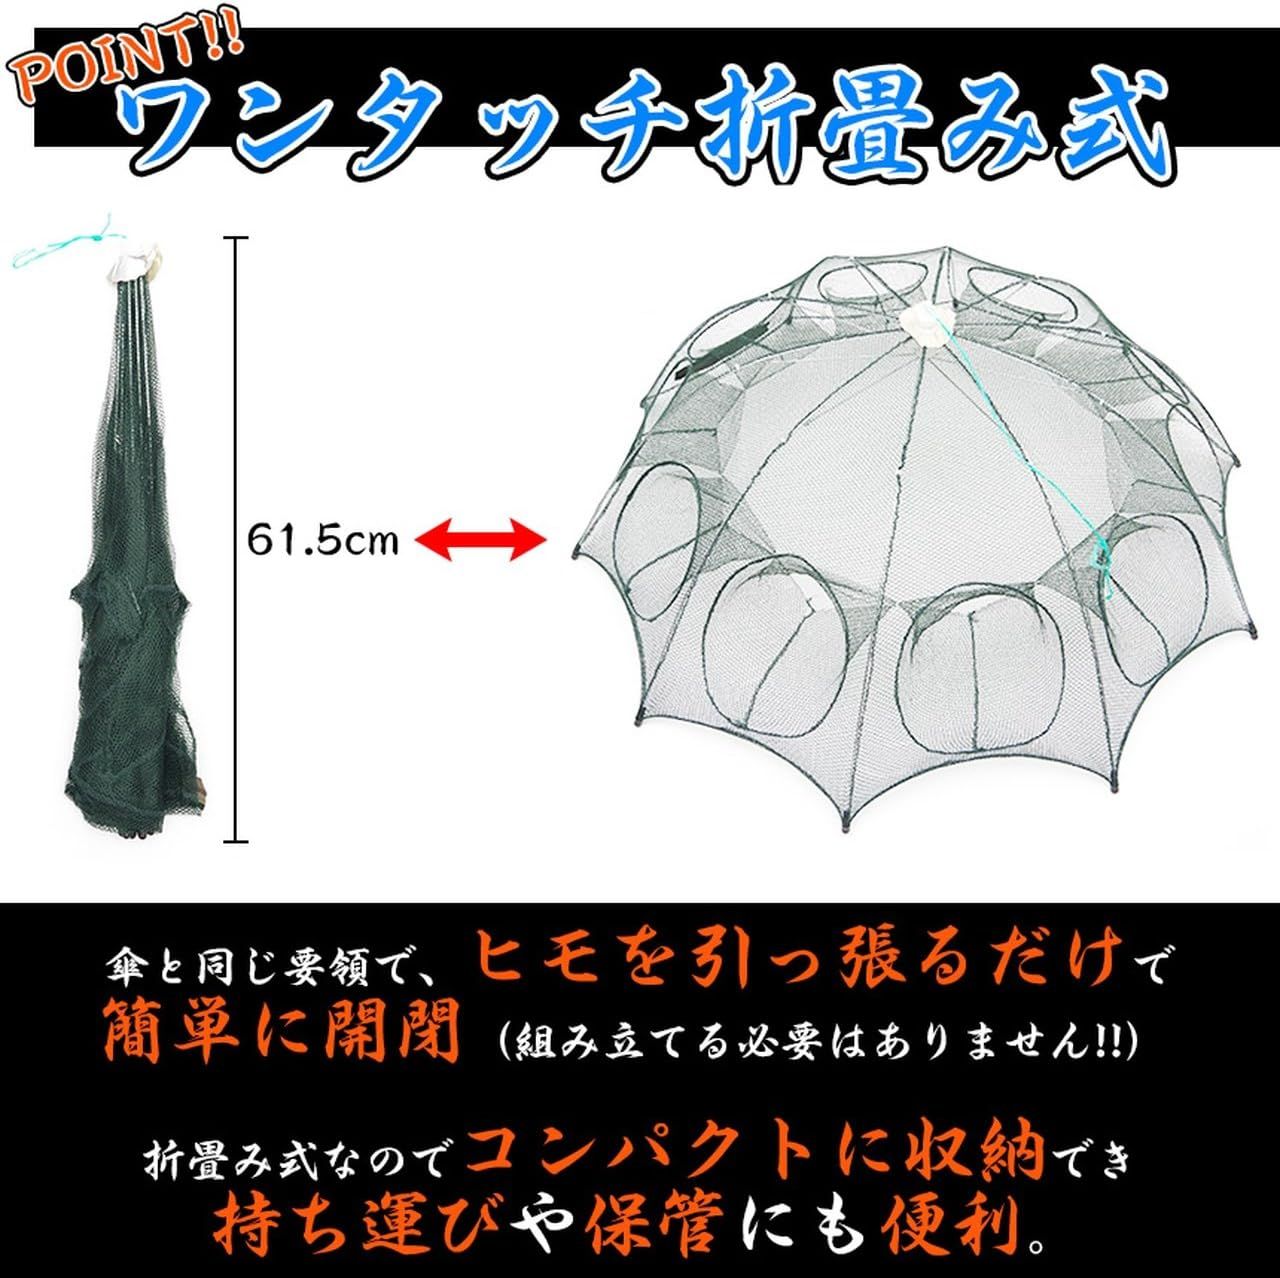 POINT!!
ワンタッチ折畳み式
61.5cm
傘と同じ要領で、ヒモを引っ張るだけで
簡単に開閉 (組み立てる必要はありません!!)
折畳み式なのでコンパクトに収納でき
持ち運びや保管にも便利。